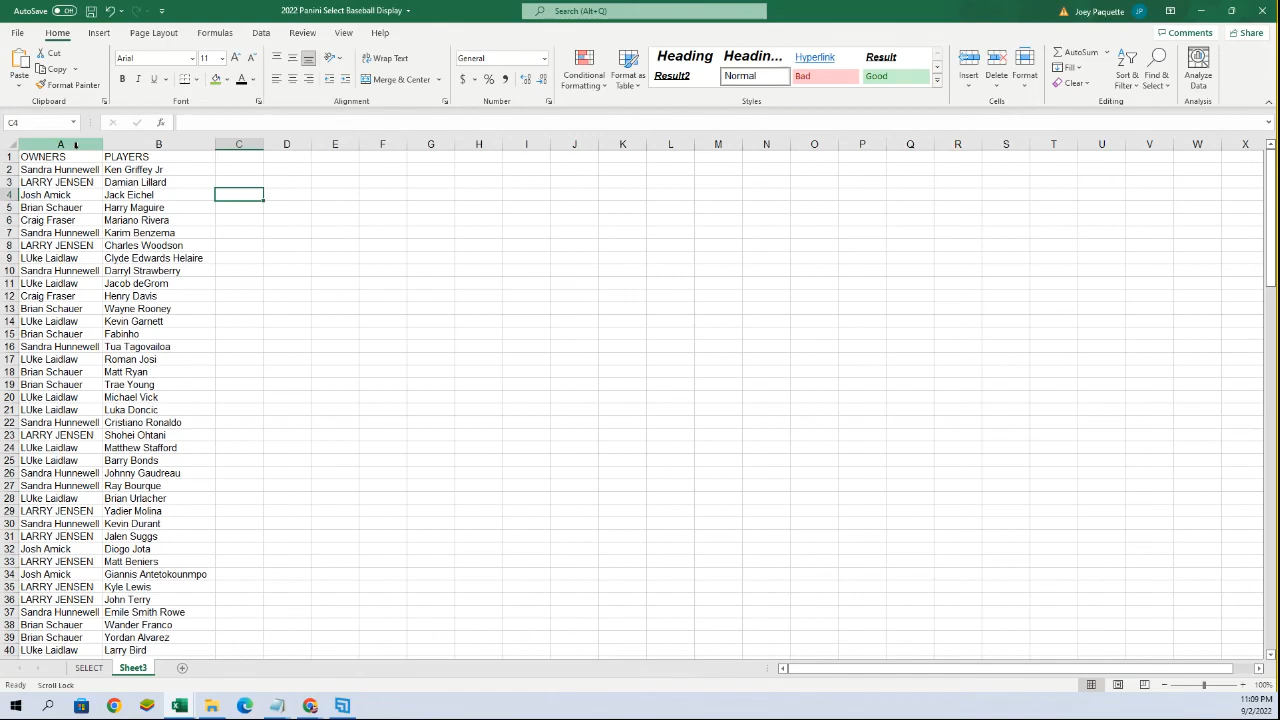 AutoSave Off 2022 Panini Select Baseball Display Search (Alt+Q) Joey Paquette JP
File Home Insert Page Layout Formulas Data Review View Help Comments Share
Paste Cut Copy Format Painter Clipboard
Arial 11 B I U Font
Wrap Text Merge & Center Alignment
General $ % Number
Conditional Formatting Format as Table
Heading Headin... Hyperlink Result
Result2 Normal Bad Good
Styles
Insert Delete Format Cells
AutoSum Fill Clear Sort & Filter Find & Select Editing
Analyze Data Analysis
C4 fx
A B C D E F G H I J K L M N O P Q R S T U V W X
1 OWNERS PLAYERS
2 Sandra Hunnewell Ken Griffey Jr
3 LARRY JENSEN Damian Lillard
4 Josh Amick Jack Eichel
5 Brian Schauer Harry Maguire
6 Craig Fraser Mariano Rivera
7 Sandra Hunnewell Karim Benzema
8 LARRY JENSEN Charles Woodson
9 LUke Laidlaw Clyde Edwards Helaire
10 Sandra Hunnewell Darryl Strawberry
11 LUke Laidlaw Jacob deGrom
12 Craig Fraser Henry Davis
13 Brian Schauer Wayne Rooney
14 LUke Laidlaw Kevin Garnett
15 Brian Schauer Fabinho
16 Sandra Hunnewell Tua Tagovailoa
17 LUke Laidlaw Roman Josi
18 Brian Schauer Matt Ryan
19 Brian Schauer Trae Young
20 LUke Laidlaw Michael Vick
21 LUke Laidlaw Luka Doncic
22 Sandra Hunnewell Cristiano Ronaldo
23 LARRY JENSEN Shohei Ohtani
24 LUke Laidlaw Matthew Stafford
25 LUke Laidlaw Barry Bonds
26 Sandra Hunnewell Johnny Gaudreau
27 Sandra Hunnewell Ray Bourque
28 LUke Laidlaw Brian Urlacher
29 LARRY JENSEN Yadier Molina
30 Sandra Hunnewell Kevin Durant
31 LARRY JENSEN Jalen Suggs
32 Josh Amick Diogo Jota
33 LARRY JENSEN Matt Beniers
34 Josh Amick Giannis Antetokounmpo
35 LARRY JENSEN Kyle Lewis
36 LARRY JENSEN John Terry
37 Sandra Hunnewell Emile Smith Rowe
38 Brian Schauer Wander Franco
39 Brian Schauer Yordan Alvarez
40 LUke Laidlaw Larry Bird
SELECT Sheet3
Ready Scroll Lock 100%
11:09 PM
9/2/2022